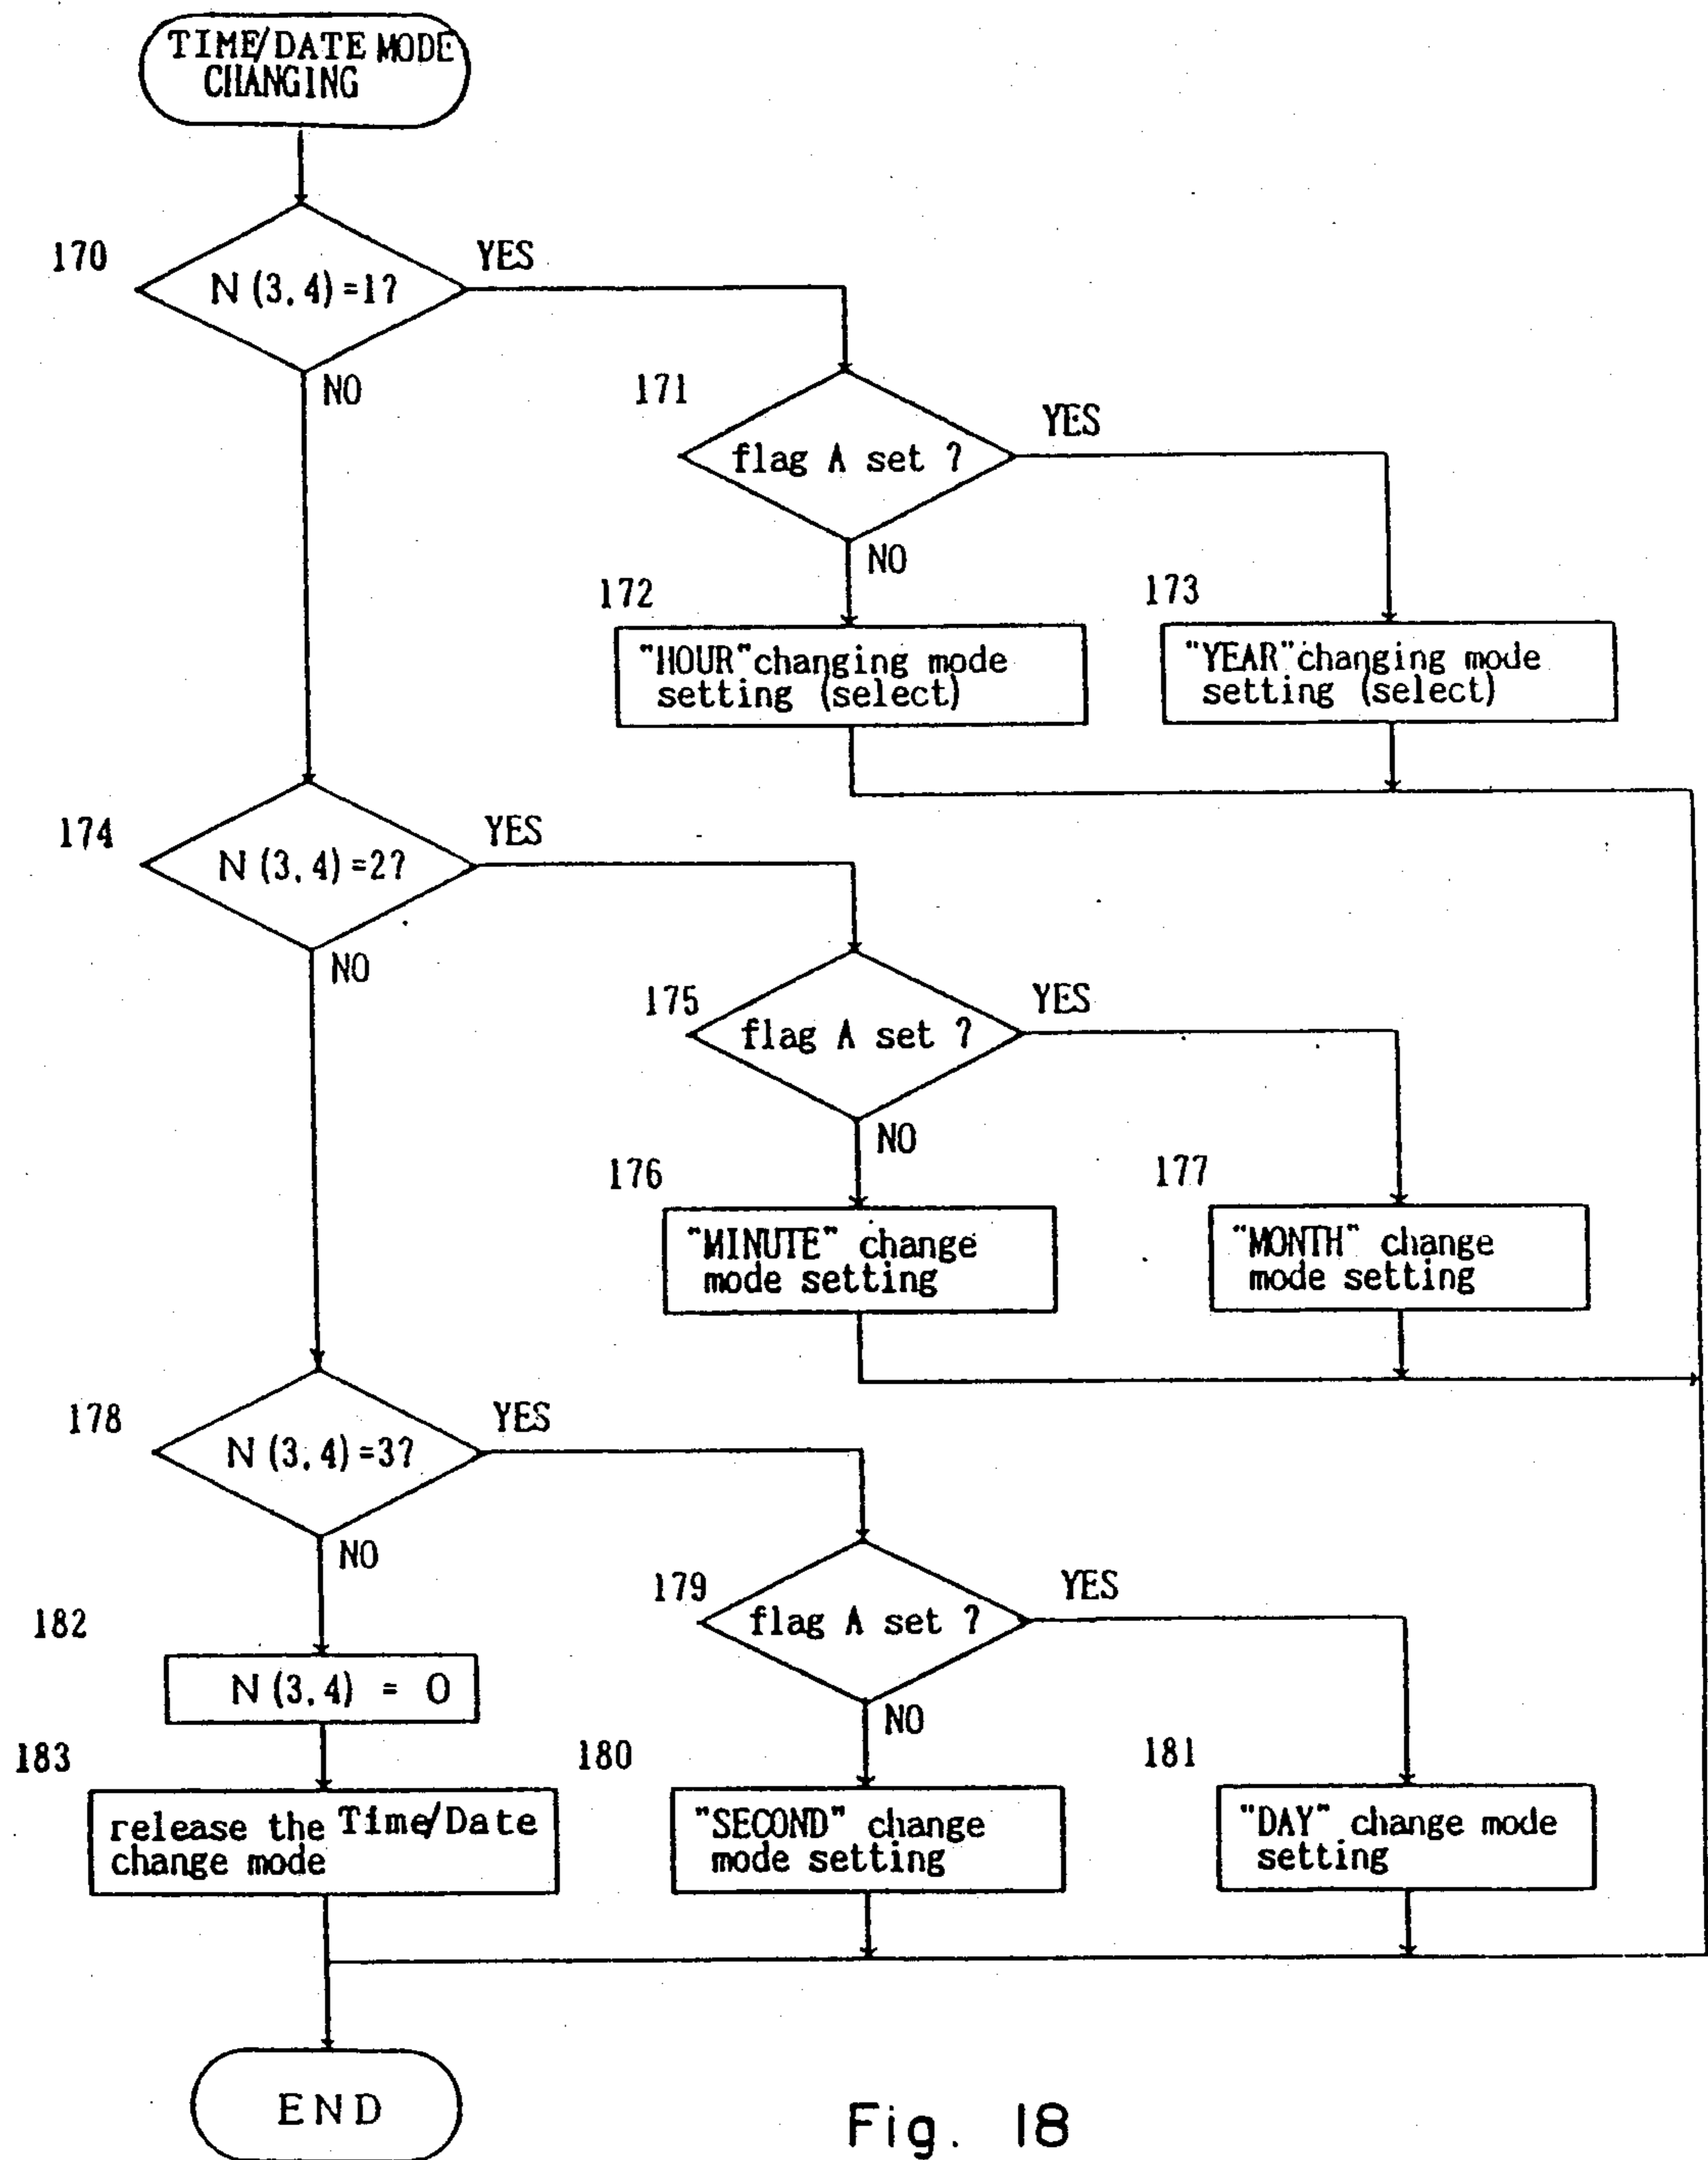 TIME/DATE MODE
CHANGING
170
N (3, 4) =1?
YES
NO
171
flag A set ?
YES
NO
172
"HOUR"changing mode
setting (select)
173
"YEAR"changing mode
setting (select)
174
N (3, 4) =2?
YES
NO
175
flag A set ?
YES
NO
176
"MINUTE" change
mode setting
177
"MONTH" change
mode setting
178
N (3, 4) =3?
YES
NO
179
flag A set ?
YES
NO
182
N (3, 4) = 0
183
release the Time/Date
change mode
180
"SECOND" change
mode setting
181
"DAY" change mode
setting
END
Fig. 18